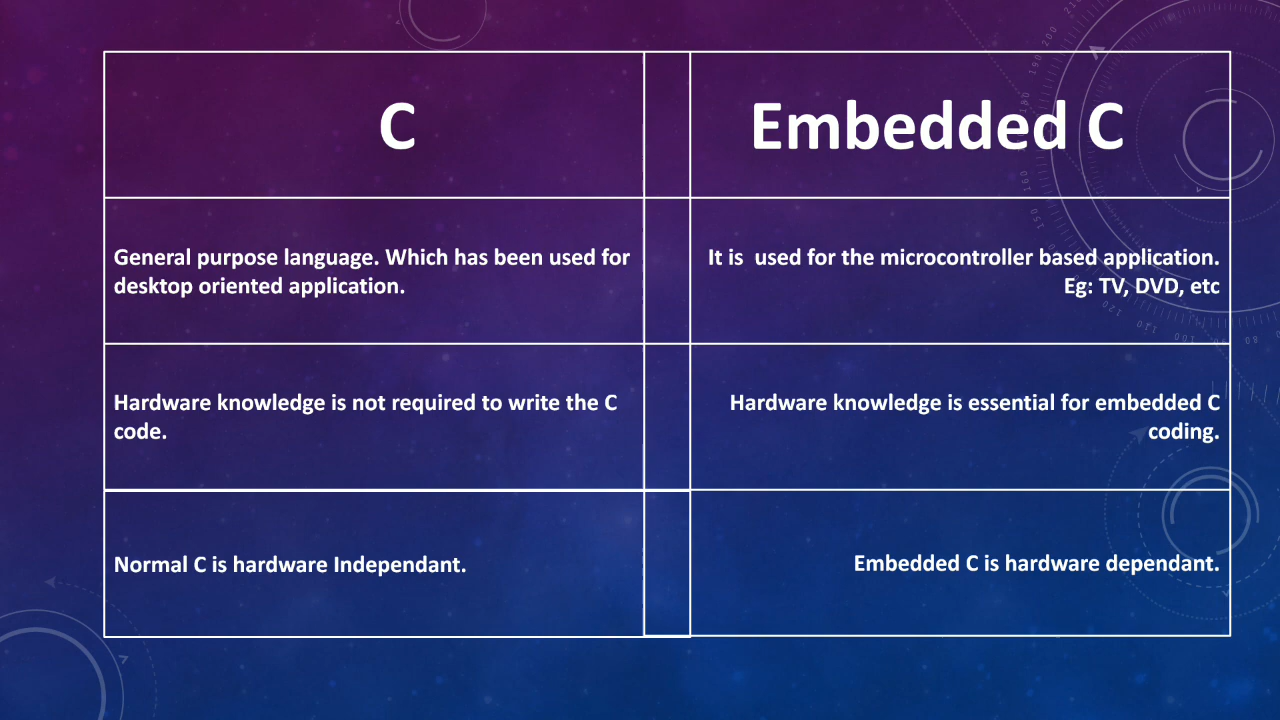 C
Embedded C
General purpose language. Which has been used for
desktop oriented application.
It is  used for the microcontroller based application.
Eg: TV, DVD, etc
Hardware knowledge is not required to write the C
code.
Hardware knowledge is essential for embedded C
coding.
Normal C is hardware Independant.
Embedded C is hardware dependant.